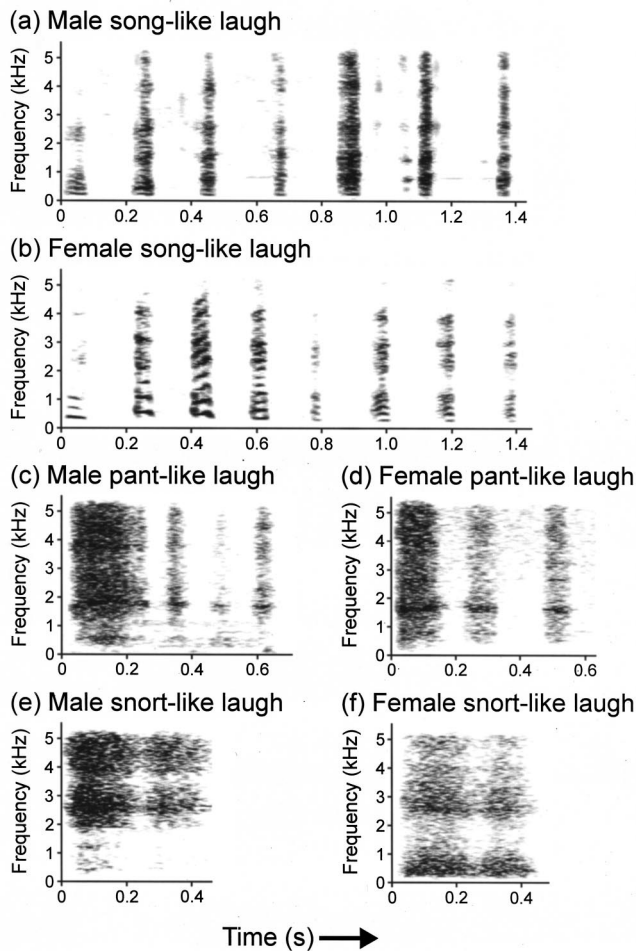 (a) Male song-like laugh
Frequency (kHz)
5
4
3
2
1
0
0 0.2 0.4 0.6 0.8 1.0 1.2 1.4
(b) Female song-like laugh
Frequency (kHz)
5
4
3
2
1
0
0 0.2 0.4 0.6 0.8 1.0 1.2 1.4
(c) Male pant-like laugh
Frequency (kHz)
5
4
3
2
1
0
0 0.2 0.4 0.6
(d) Female pant-like laugh
Frequency (kHz)
5
4
3
2
1
0
0 0.2 0.4 0.6
(e) Male snort-like laugh
Frequency (kHz)
5
4
3
2
1
0
0 0.2 0.4
(f) Female snort-like laugh
Frequency (kHz)
5
4
3
2
1
0
0 0.2 0.4
Time (s)